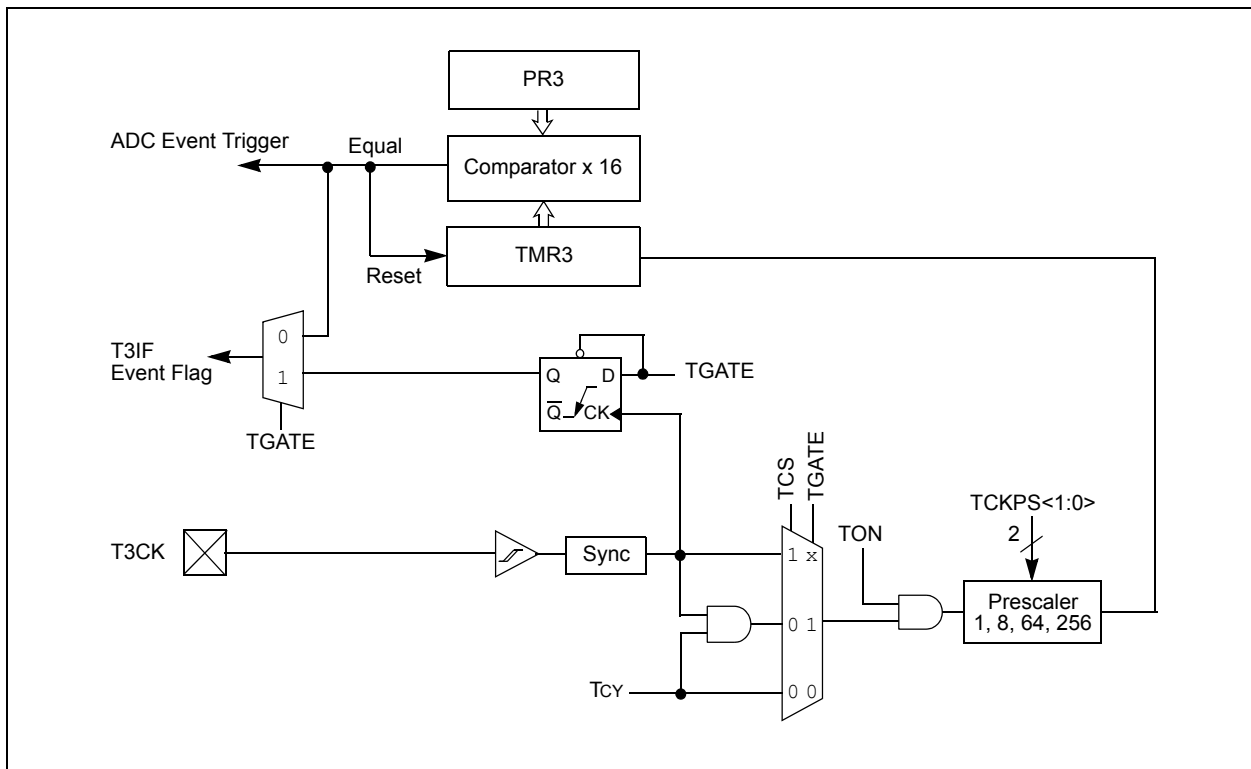 PR3
ADC Event Trigger
Equal
Comparator x 16
TMR3
Reset
0
T3IF
Event Flag
1
TGATE
Q D
Q̅ CK
TGATE
TCS
TGATE
TCKPS<1:0>
2
T3CK
Sync
1 x
TON
Prescaler
1, 8, 64, 256
0 1
TCY
0 0